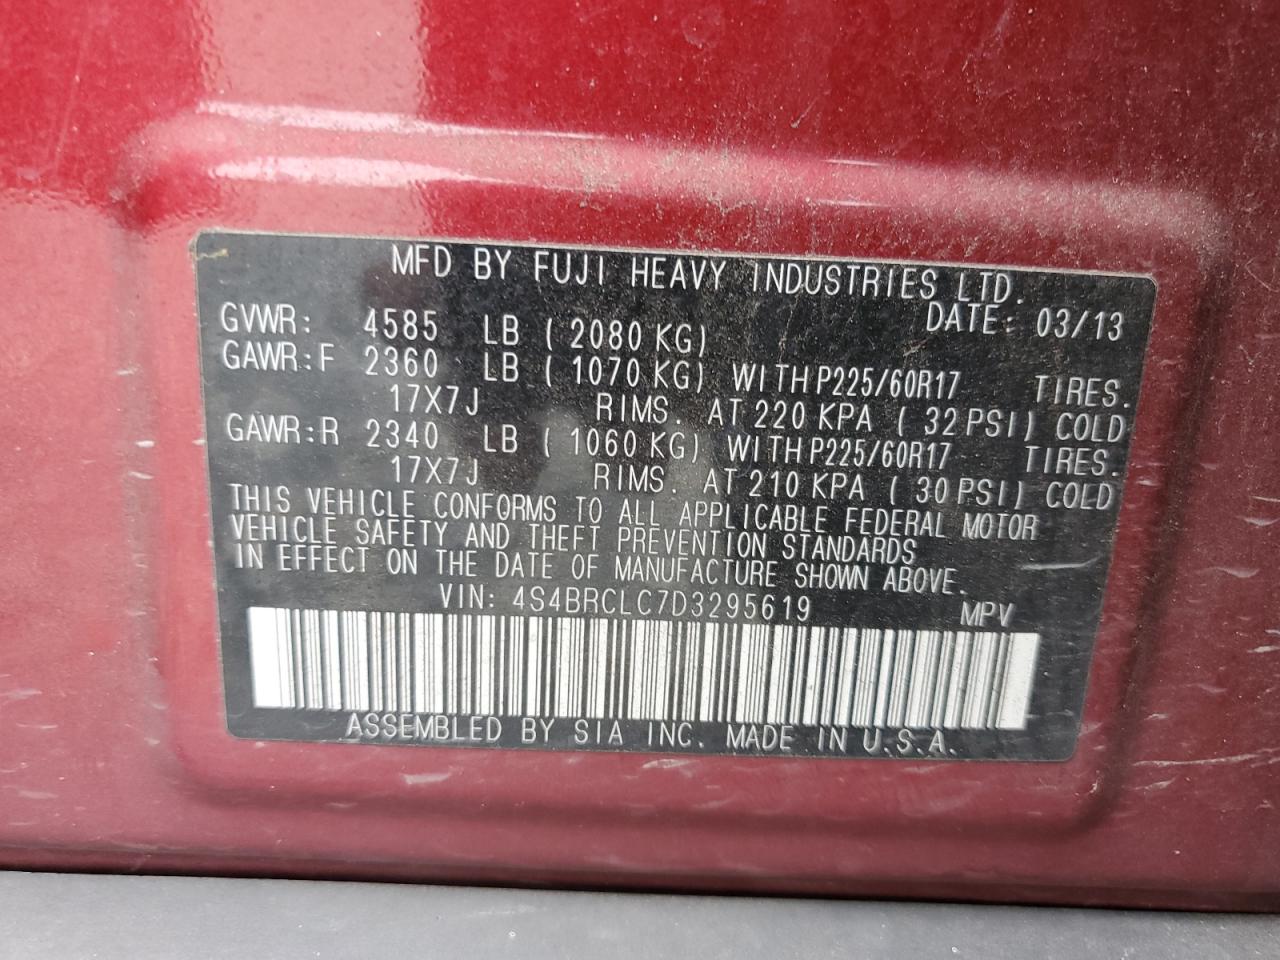 MFD BY FUJI HEAVY INDUSTRIES LTD.
DATE: 03/13
GVWR: 4585 LB ( 2080 KG)
GAWR:F 2360 LB ( 1070 KG) WITH P225/60R17 TIRES.
17X7J RIMS. AT 220 KPA ( 32 PSI) COLD
GAWR:R 2340 LB ( 1060 KG) WITH P225/60R17 TIRES.
17X7J RIMS. AT 210 KPA ( 30 PSI) COLD
THIS VEHICLE CONFORMS TO ALL APPLICABLE FEDERAL MOTOR
VEHICLE SAFETY AND THEFT PREVENTION STANDARDS
IN EFFECT ON THE DATE OF MANUFACTURE SHOWN ABOVE.
VIN: 4S4BRCLC7D3295619 MPV
ASSEMBLED BY SIA INC. MADE IN U.S.A.